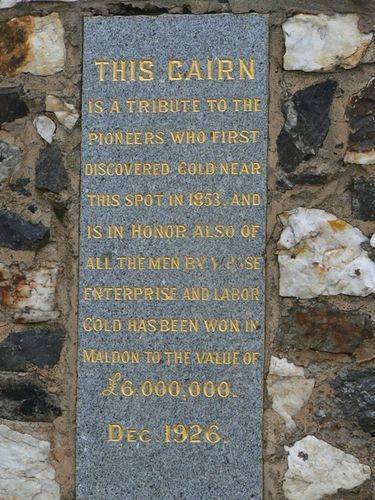 THIS CAIRN
IS A TRIBUTE TO THE
PIONEERS WHO FIRST
DISCOVERED GOLD NEAR
THIS SPOT IN 1853, AND
IS IN HONOR ALSO OF
ALL THE MEN BY WHOSE
ENTERPRISE AND LABOR
GOLD HAS BEEN WON IN
MALDON TO THE VALUE OF
£6,000,000.
DEC. 1926.